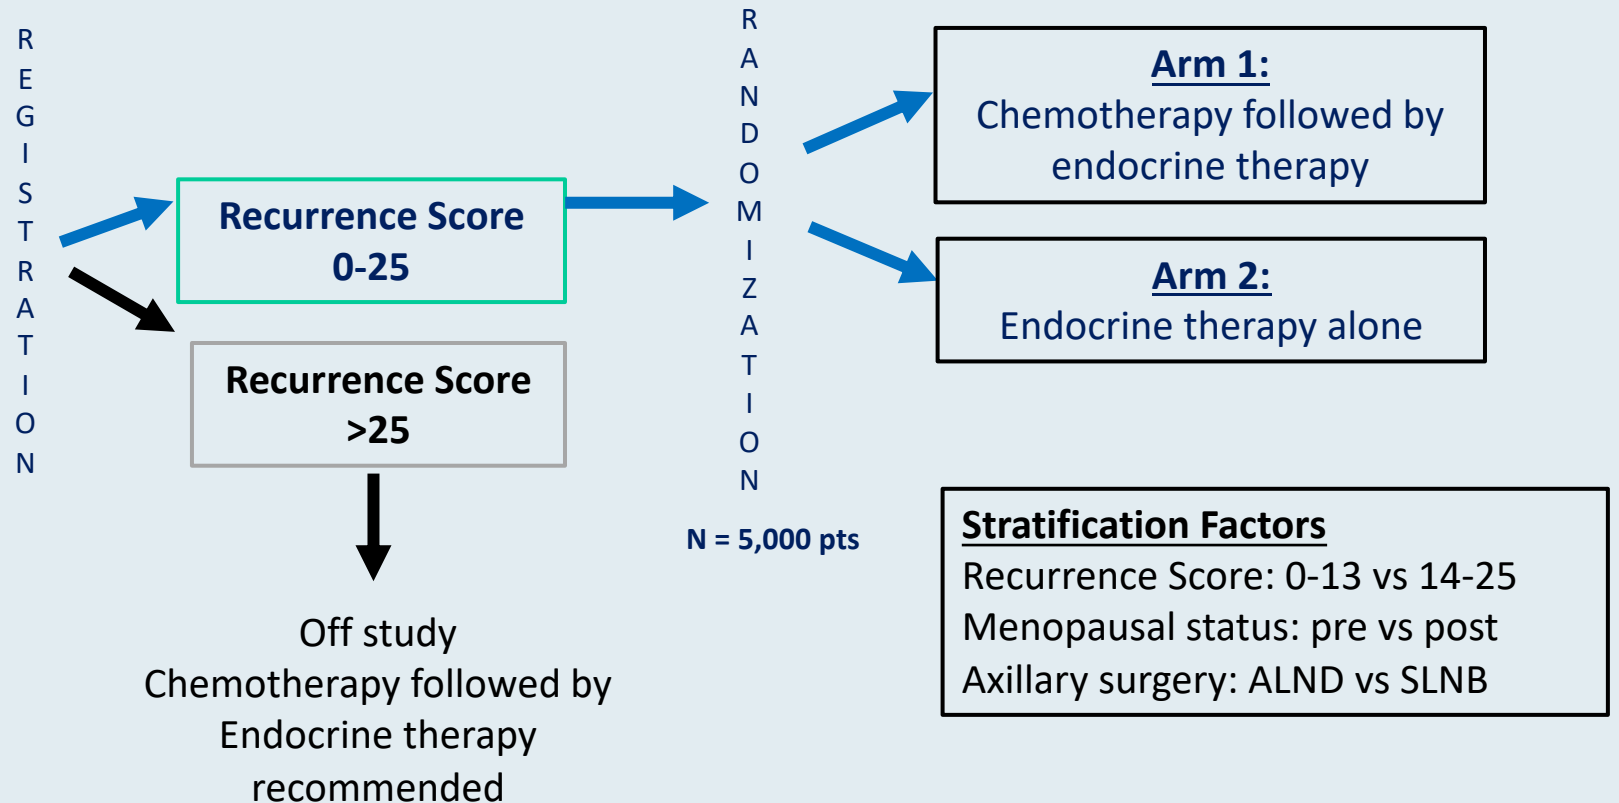 REGISTRATION
Recurrence Score
0-25
Recurrence Score
>25
Off study
Chemotherapy followed by
Endocrine therapy
recommended
RANDOMIZATION
N = 5,000 pts
Arm 1:
Chemotherapy followed by
endocrine therapy
Arm 2:
Endocrine therapy alone
Stratification Factors
Recurrence Score: 0-13 vs 14-25
Menopausal status: pre vs post
Axillary surgery: ALND vs SLNB